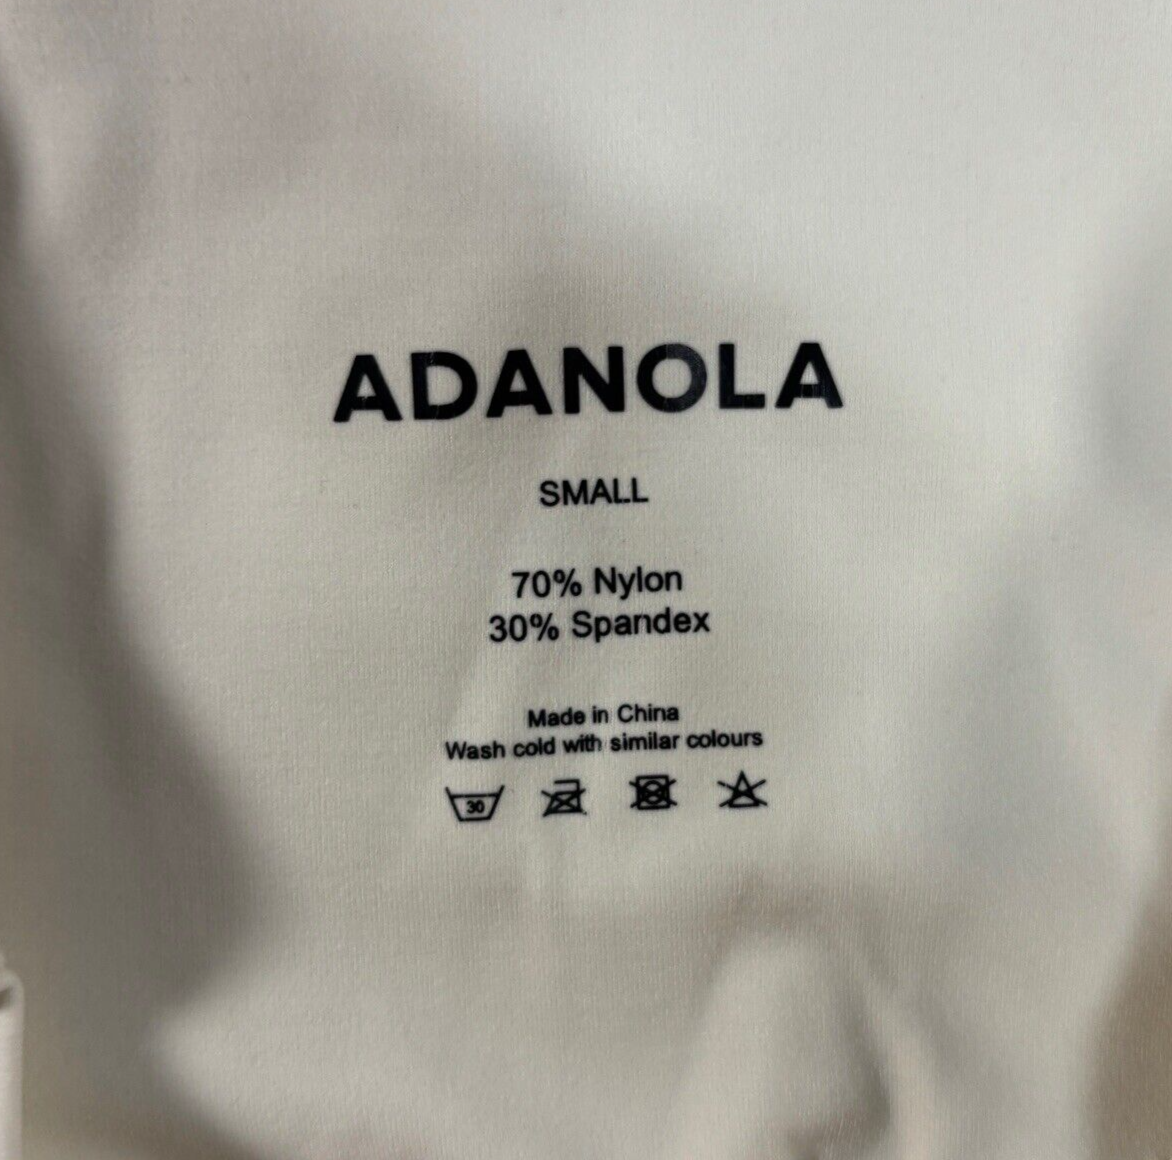 ADANOLA
SMALL
70% Nylon
30% Spandex
Made in China
Wash cold with similar colours
30